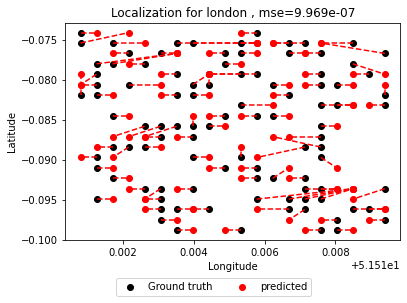 Localization for london , mse=9.969e-07
−0.075
−0.080
−0.085
−0.090
−0.095
−0.100
Latitude
0.002 0.004 0.006 0.008
+5.151e1
Longitude
Ground truth predicted